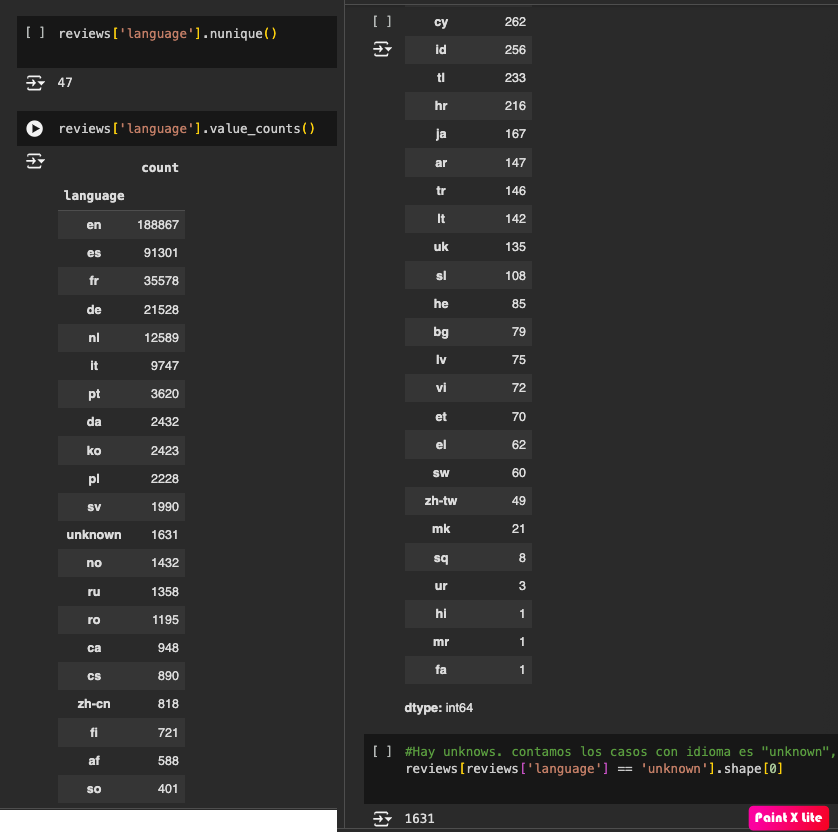 [ ] reviews['language'].nunique()
47
reviews['language'].value_counts()
count
language
en 188867
es 91301
fr 35578
de 21528
nl 12589
it 9747
pt 3620
da 2432
ko 2423
pl 2228
sv 1990
unknown 1631
no 1432
ru 1358
ro 1195
ca 948
cs 890
zh-cn 818
fi 721
af 588
so 401
[ ] cy 262
id 256
tl 233
hr 216
ja 167
ar 147
tr 146
lt 142
uk 135
sl 108
he 85
bg 79
lv 75
vi 72
et 70
el 62
sw 60
zh-tw 49
mk 21
sq 8
ur 3
hi 1
mr 1
fa 1
dtype: int64
[ ] #Hay unknows. contamos los casos con idioma es "unknown",
reviews[reviews['language'] == 'unknown'].shape[0]
1631
Paint X Lite